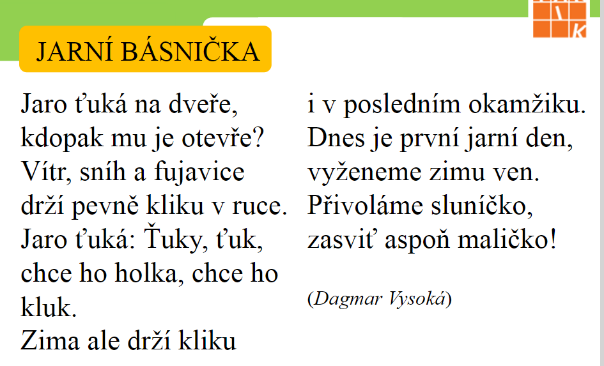 JARNÍ BÁSNIČKA
Jaro ťuká na dveře,
kdopak mu je otevře?
Vítr, sníh a fujavice
drží pevně kliku v ruce.
Jaro ťuká: Ťuky, ťuk,
chce ho holka, chce ho
kluk.
Zima ale drží kliku
i v posledním okamžiku.
Dnes je první jarní den,
vyženeme zimu ven.
Přivoláme sluníčko,
zasviť aspoň maličko!
(Dagmar Vysoká)